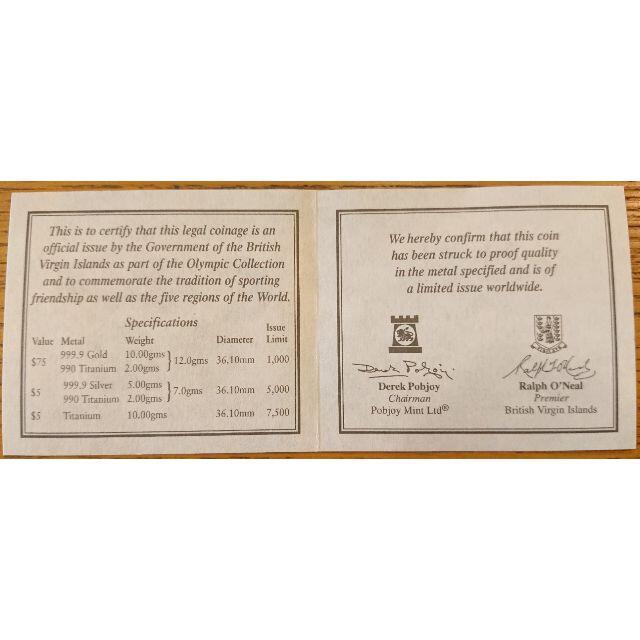 This is to certify that this legal coinage is an
official issue by the Government of the British
Virgin Islands as part of the Olympic Collection
and to commemorate the tradition of sporting
friendship as well as the five regions of the World.
Specifications
Value Metal Weight Diameter Issue Limit
$75 999.9 Gold 10.00gms
990 Titanium 2.00gms } 12.0gms 36.10mm 1,000
$5 999.9 Silver 5.00gms
990 Titanium 2.00gms } 7.0gms 36.10mm 5,000
$5 Titanium 10.00gms 36.10mm 7,500
We hereby confirm that this coin
has been struck to proof quality
in the metal specified and is of
a limited issue worldwide.
Derek Pobjoy
Derek Pobjoy
Chairman
Pobjoy Mint Ltd®
Ralph T O'Neal
Ralph O'Neal
Premier
British Virgin Islands